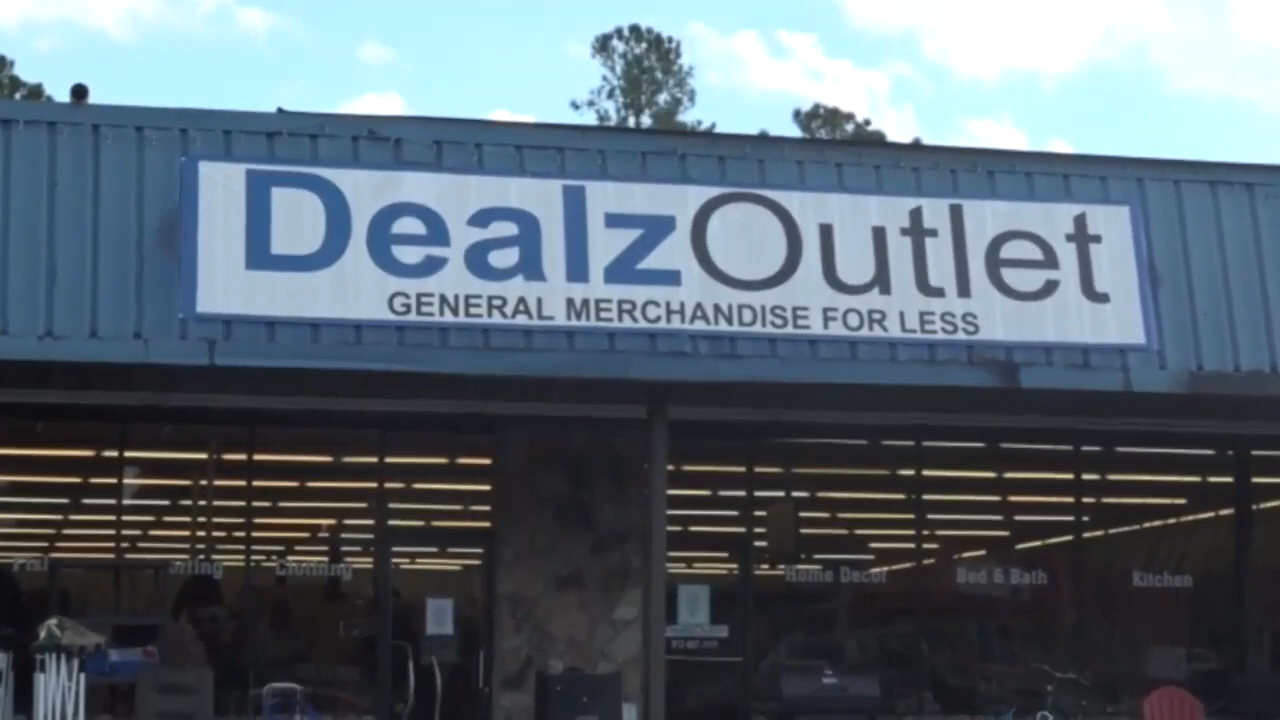 DealzOutlet
GENERAL MERCHANDISE FOR LESS
Clothing
Home Decor
Bed & Bath
Kitchen